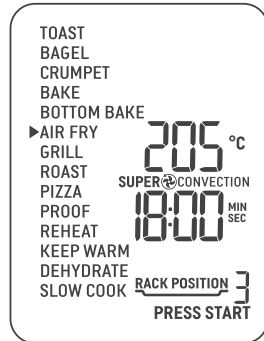 TOAST
BAGEL
CRUMPET
BAKE
BOTTOM BAKE
▶AIR FRY
GRILL
ROAST
PIZZA
PROOF
REHEAT
KEEP WARM
DEHYDRATE
SLOW COOK
205 °C
SUPER CONVECTION
18:00 MIN SEC
RACK POSITION 3
PRESS START